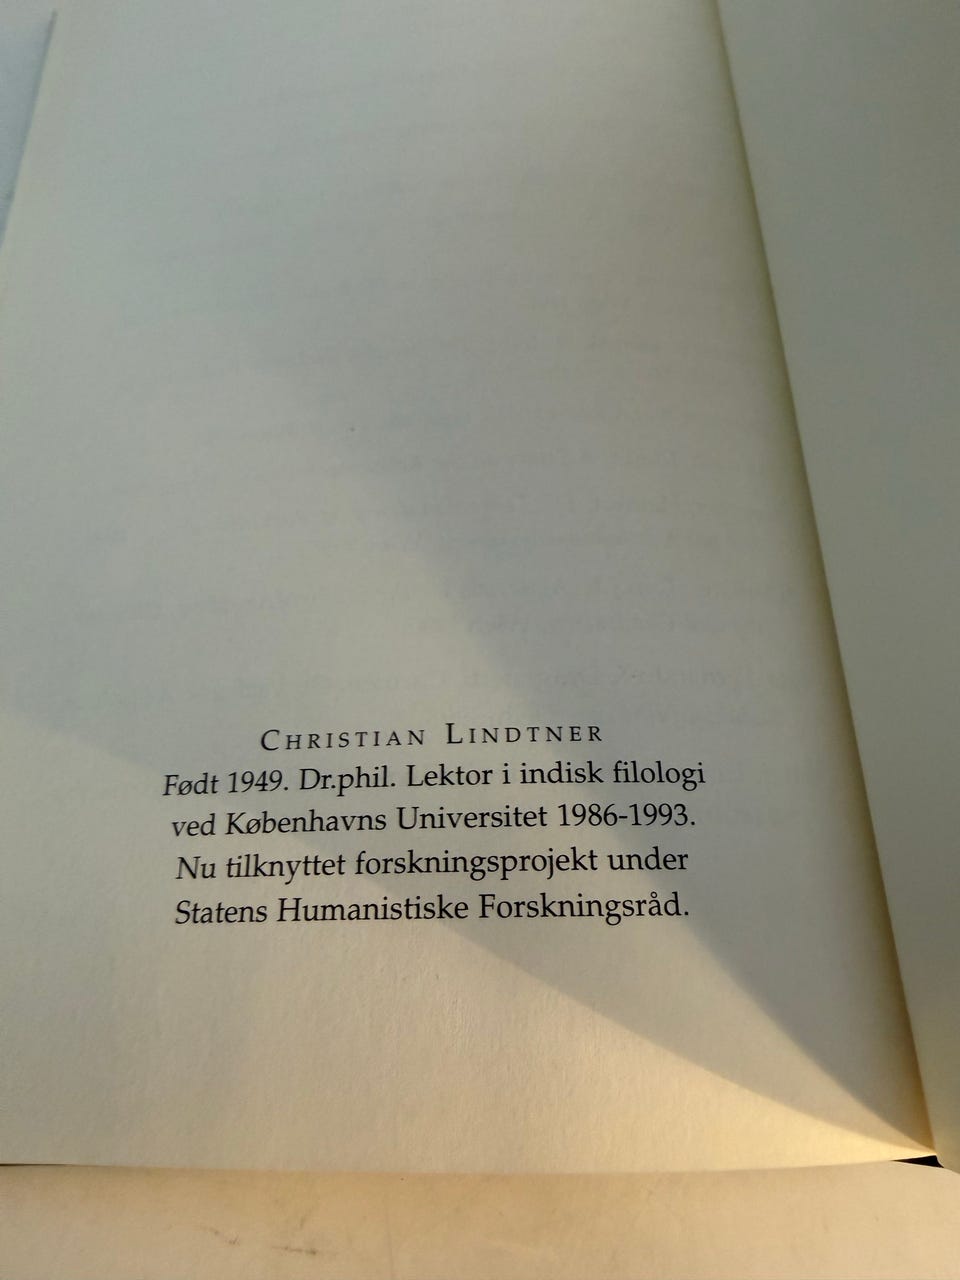 CHRISTIAN LINDTNER
Født 1949. Dr.phil. Lektor i indisk filologi
ved Københavns Universitet 1986-1993.
Nu tilknyttet forskningsprojekt under
Statens Humanistiske Forskningsråd.